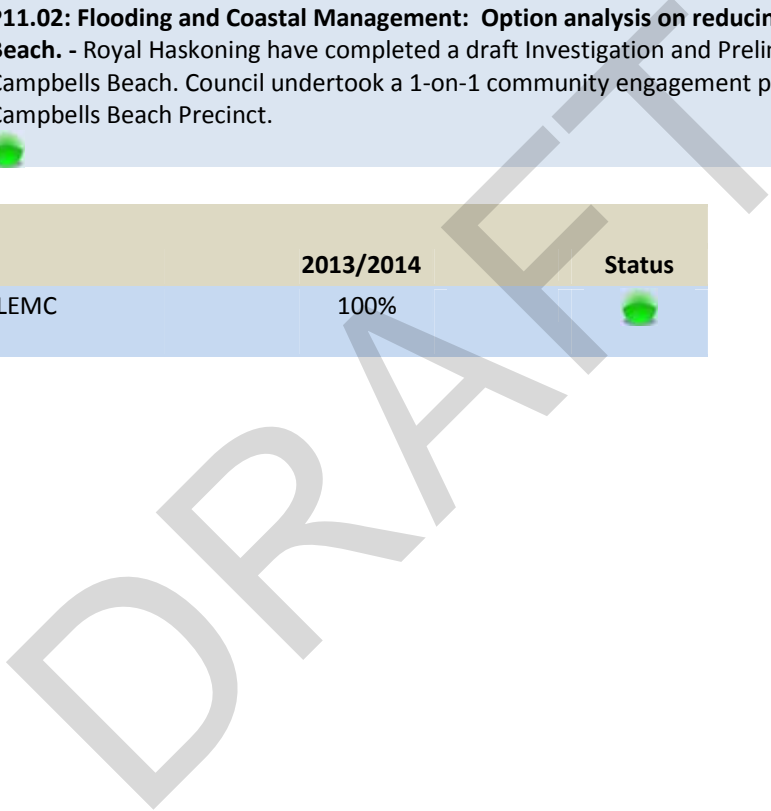 P11.02: Flooding and Coastal Management: Option analysis on reducin
Beach. - Royal Haskoning have completed a draft Investigation and Prelin
Campbells Beach. Council undertook a 1-on-1 community engagement p
Campbells Beach Precinct.
2013/2014 Status
LEMC 100%
DRAFT